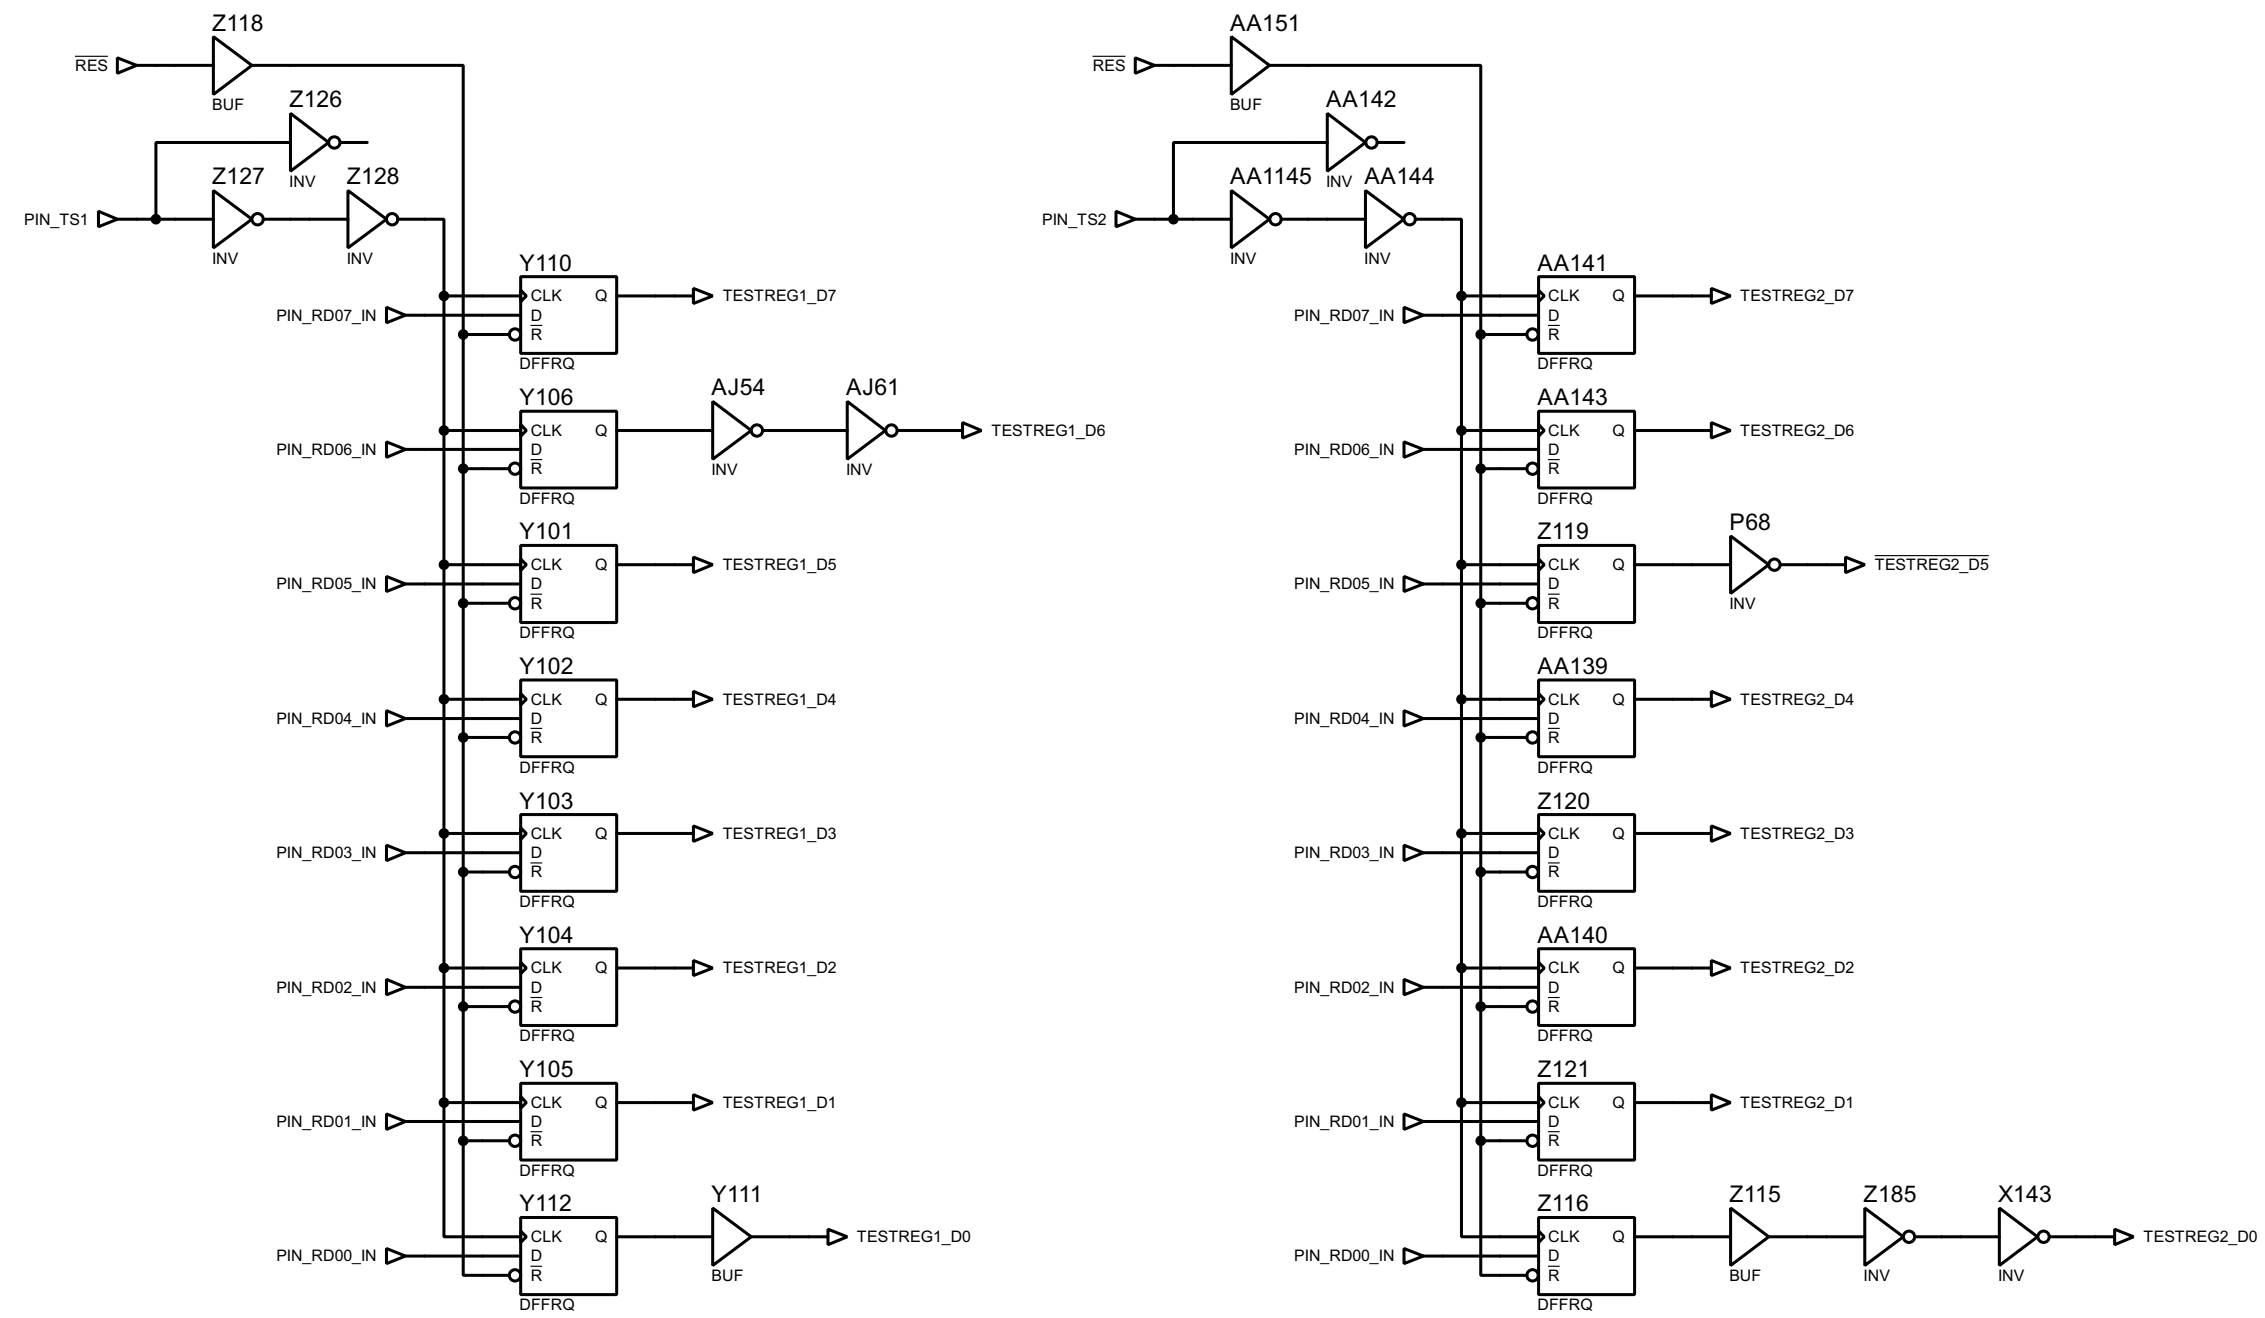 Z118
RES
BUF
Z126
INV
Z127
Z128
PIN_TS1
INV
INV
Y110
CLK Q
TESTREG1_D7
PIN_RD07_IN
D
R
DFFRQ
Y106
AJ54
AJ61
CLK Q
TESTREG1_D6
PIN_RD06_IN
D
R
INV
INV
DFFRQ
Y101
CLK Q
TESTREG1_D5
PIN_RD05_IN
D
R
DFFRQ
Y102
CLK Q
TESTREG1_D4
PIN_RD04_IN
D
R
DFFRQ
Y103
CLK Q
TESTREG1_D3
PIN_RD03_IN
D
R
DFFRQ
Y104
CLK Q
TESTREG1_D2
PIN_RD02_IN
D
R
DFFRQ
Y105
CLK Q
TESTREG1_D1
PIN_RD01_IN
D
R
DFFRQ
Y112
Y111
CLK Q
TESTREG1_D0
PIN_RD00_IN
D
R
BUF
DFFRQ
AA151
RES
BUF
AA142
INV
AA1145
AA144
PIN_TS2
INV
INV
AA141
CLK Q
TESTREG2_D7
PIN_RD07_IN
D
R
DFFRQ
AA143
CLK Q
TESTREG2_D6
PIN_RD06_IN
D
R
DFFRQ
Z119
P68
CLK Q
TESTREG2_D5
PIN_RD05_IN
D
R
INV
DFFRQ
AA139
CLK Q
TESTREG2_D4
PIN_RD04_IN
D
R
DFFRQ
Z120
CLK Q
TESTREG2_D3
PIN_RD03_IN
D
R
DFFRQ
AA140
CLK Q
TESTREG2_D2
PIN_RD02_IN
D
R
DFFRQ
Z121
CLK Q
TESTREG2_D1
PIN_RD01_IN
D
R
DFFRQ
Z116
Z115
Z185
X143
CLK Q
TESTREG2_D0
PIN_RD00_IN
D
R
BUF
INV
INV
DFFRQ